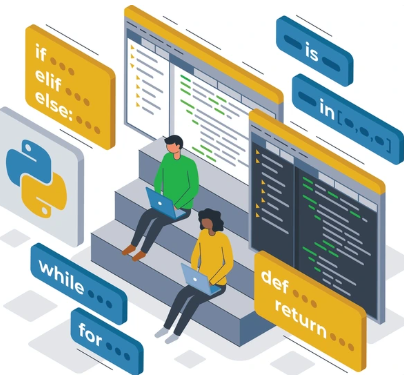 if ...
elif ...
else: ...
is
in [•,•,•]
while ...
for ...
def ...
return ...